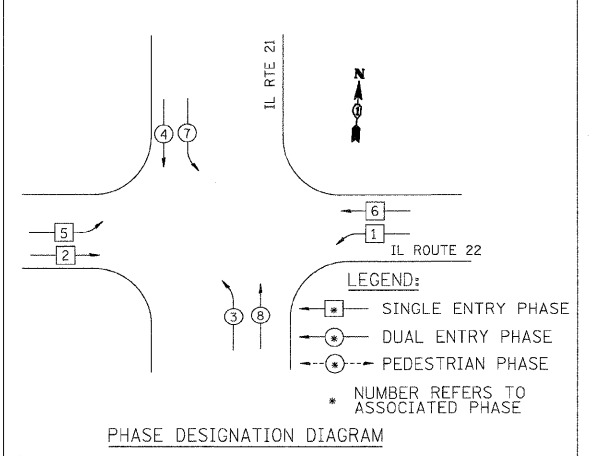 IL RTE 21
N
1
4 7
6
5
1
2
IL ROUTE 22
3 8
LEGEND:
* SINGLE ENTRY PHASE
* DUAL ENTRY PHASE
* PEDESTRIAN PHASE
* NUMBER REFERS TO
ASSOCIATED PHASE
PHASE DESIGNATION DIAGRAM